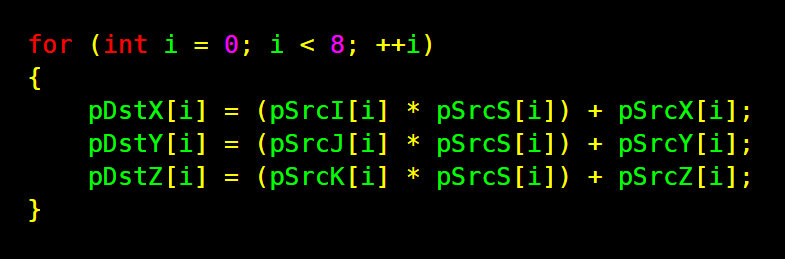 for (int i = 0; i < 8; ++i)
{
    pDstX[i] = (pSrcI[i] * pSrcS[i]) + pSrcX[i];
    pDstY[i] = (pSrcJ[i] * pSrcS[i]) + pSrcY[i];
    pDstZ[i] = (pSrcK[i] * pSrcS[i]) + pSrcZ[i];
}